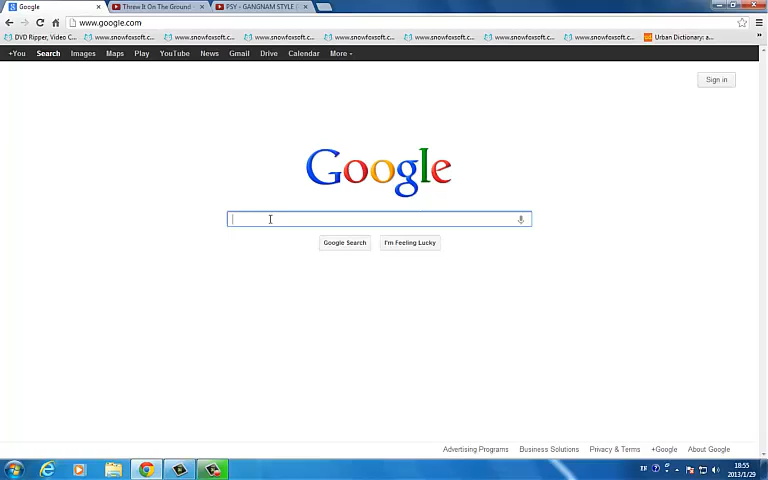 Google
Threw It On The Ground -
PSY - GANGNAM STYLE (
www.google.com
DVD Ripper, Video C...
www.snowfoxsoft.c...
www.snowfoxsoft.c...
www.snowfoxsoft.c...
www.snowfoxsoft.c...
www.snowfoxsoft.c...
www.snowfoxsoft.c...
www.snowfoxsoft.c...
Urban Dictionary: a...
+You Search Images Maps Play YouTube News Gmail Drive Calendar More
Sign in
Google
Google Search
I'm Feeling Lucky
Advertising Programs Business Solutions Privacy & Terms +Google About Google
18:55
2013/1/29